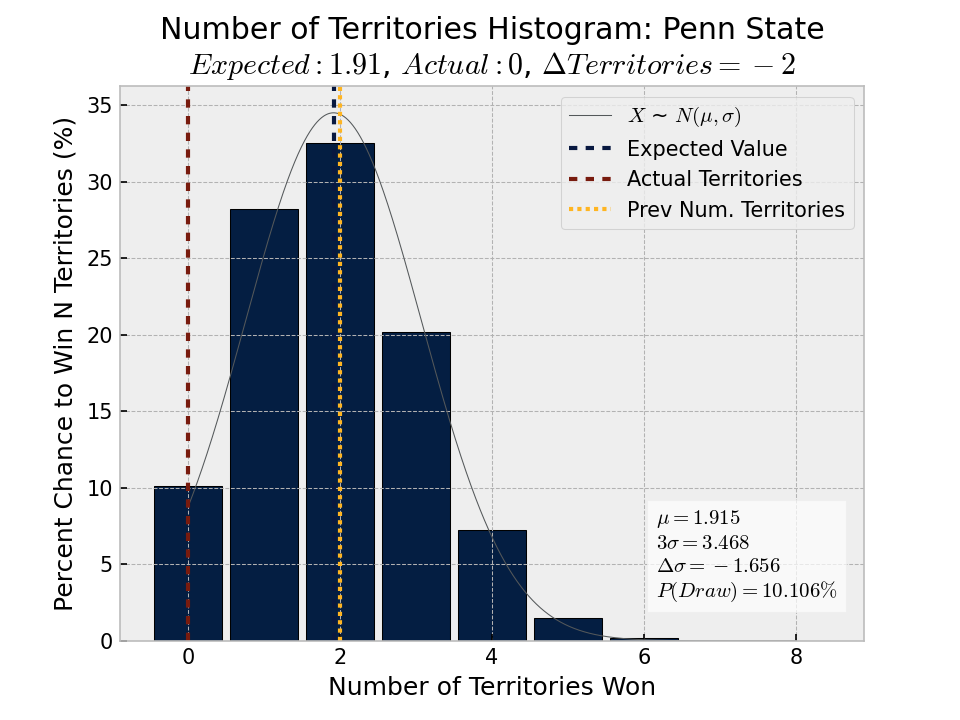 Number of Territories Histogram: Penn State
Expected : 1.91, Actual : 0, ΔTerritories = −2
Percent Chance to Win N Territories (%)
35
30
25
20
15
10
5
0
X ~ N(μ, σ)
Expected Value
Actual Territories
Prev Num. Territories
μ = 1.915
3σ = 3.468
Δσ = −1.656
P(Draw) = 10.106%
0 2 4 6 8
Number of Territories Won